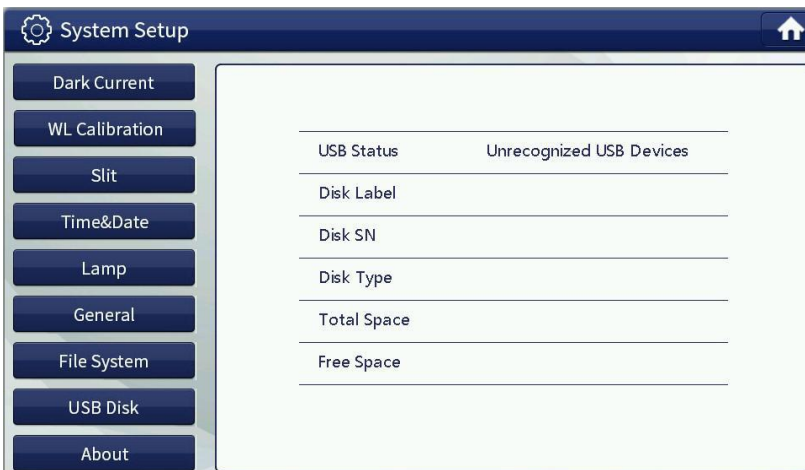 System Setup
Dark Current
WL Calibration
Slit
Time&Date
Lamp
General
File System
USB Disk
About
USB Status Unrecognized USB Devices
Disk Label
Disk SN
Disk Type
Total Space
Free Space